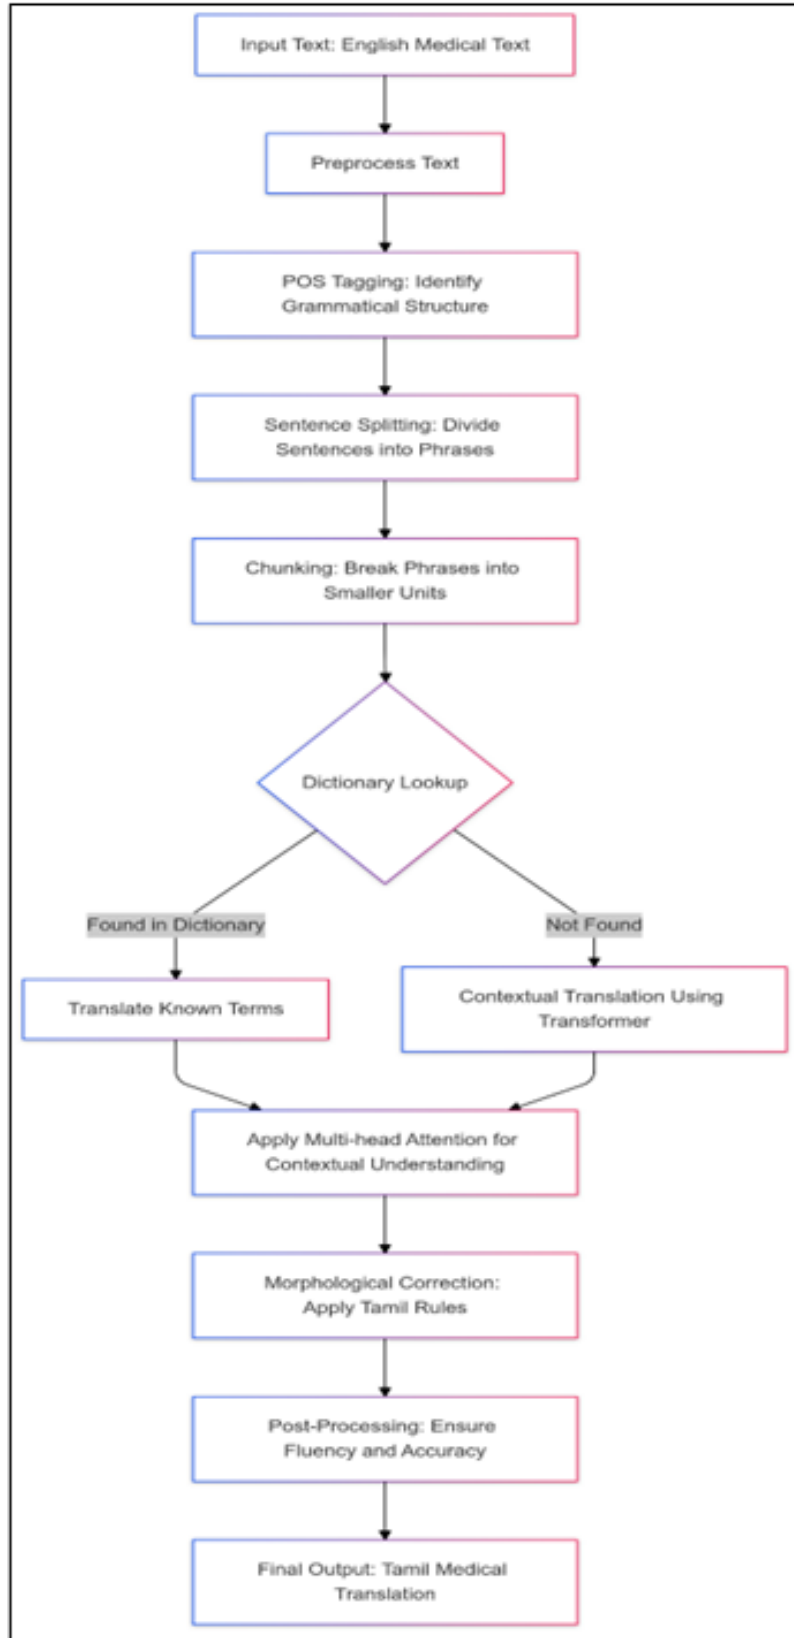 Input Text: English Medical Text
Preprocess Text
POS Tagging: Identify
Grammatical Structure
Sentence Splitting: Divide
Sentences into Phrases
Chunking: Break Phrases into
Smaller Units
Dictionary Lookup
Found in Dictionary
Not Found
Translate Known Terms
Contextual Translation Using
Transformer
Apply Multi-head Attention for
Contextual Understanding
Morphological Correction:
Apply Tamil Rules
Post-Processing: Ensure
Fluency and Accuracy
Final Output: Tamil Medical
Translation